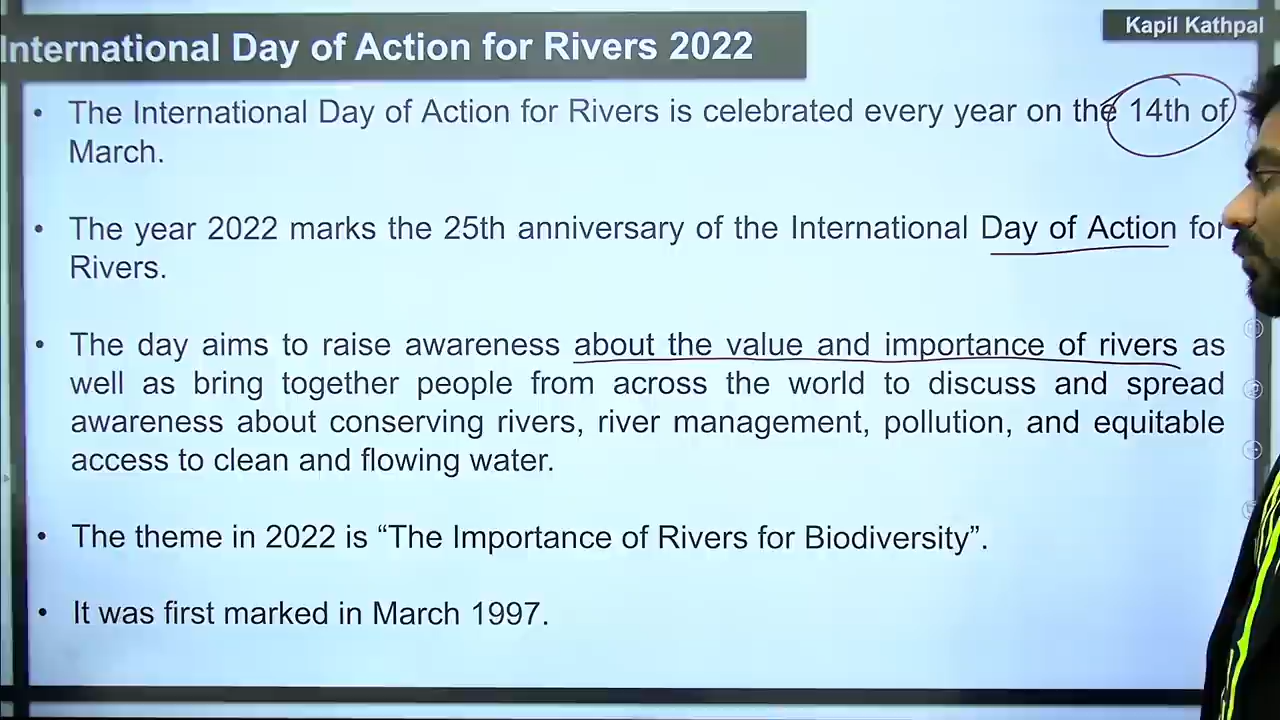 International Day of Action for Rivers 2022
Kapil Kathpal
• The International Day of Action for Rivers is celebrated every year on the 14th of
March.
• The year 2022 marks the 25th anniversary of the International Day of Action for
Rivers.
• The day aims to raise awareness about the value and importance of rivers as
well as bring together people from across the world to discuss and spread
awareness about conserving rivers, river management, pollution, and equitable
access to clean and flowing water.
• The theme in 2022 is “The Importance of Rivers for Biodiversity”.
• It was first marked in March 1997.